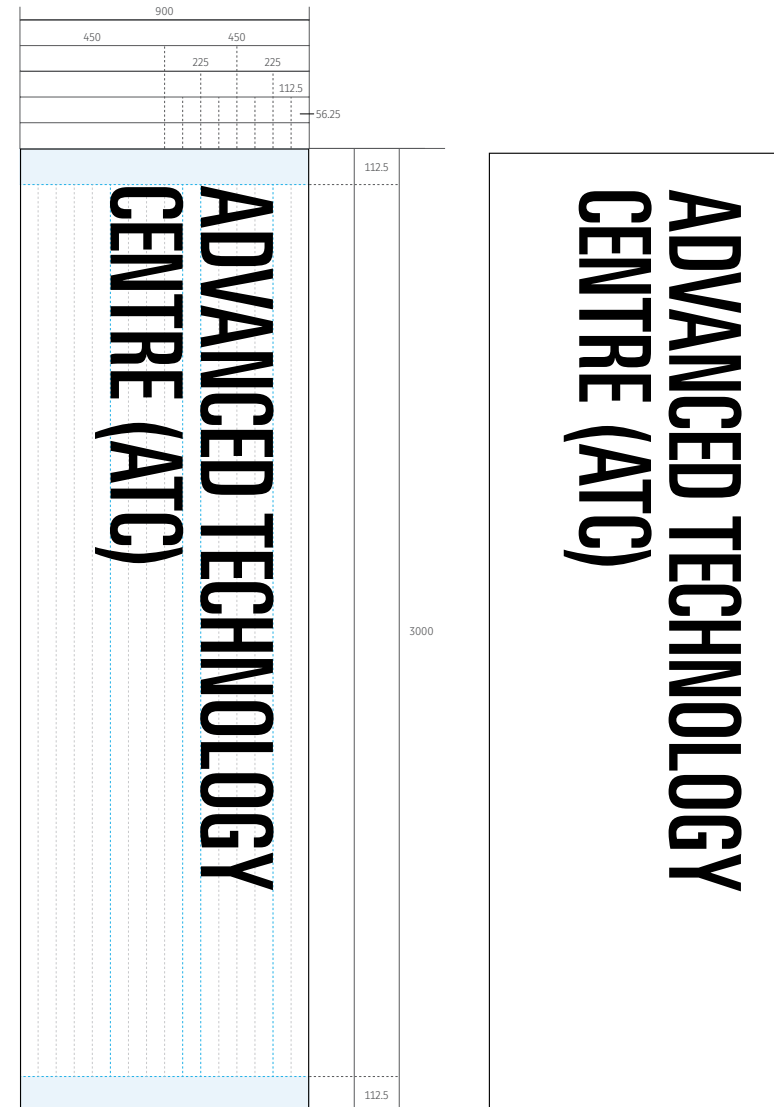 900
450 450
225 225
112.5
56.25
112.5
ADVANCED TECHNOLOGY
CENTRE (ATC)
3000
112.5
ADVANCED TECHNOLOGY
CENTRE (ATC)